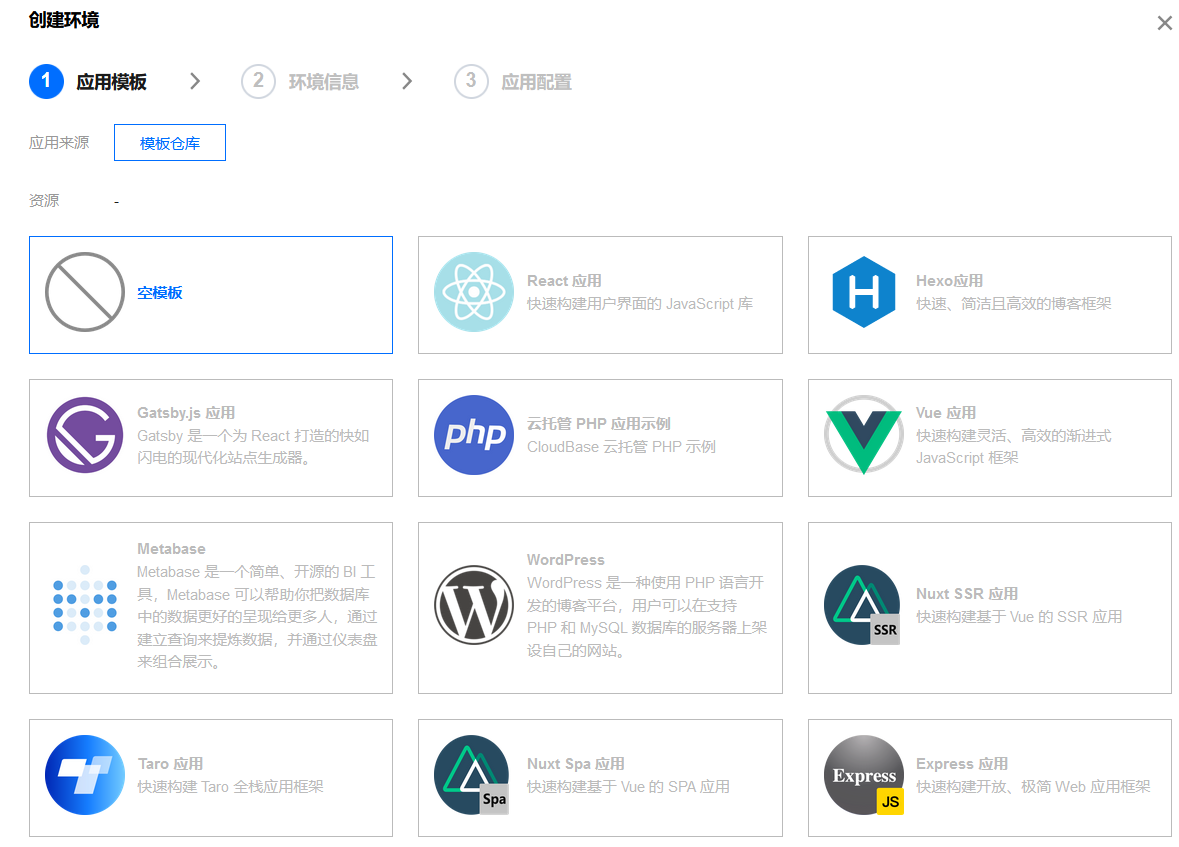 创建环境
1 应用模板 2 环境信息 3 应用配置
应用来源 模板仓库
资源 -
空模板
React 应用
快速构建用户界面的 JavaScript 库
Hexo应用
快速、简洁且高效的博客框架
Gatsby.js 应用
Gatsby 是一个为 React 打造的快如
闪电的现代化站点生成器。
php
云托管 PHP 应用示例
CloudBase 云托管 PHP 示例
Vue 应用
快速构建灵活、高效的渐进式
JavaScript 框架
Metabase
Metabase 是一个简单、开源的 BI 工
具，Metabase 可以帮助你把数据库
中的数据更好的呈现给更多人，通过
建立查询来提炼数据，并通过仪表盘
来组合展示。
WordPress
WordPress 是一种使用 PHP 语言开
发的博客平台，用户可以在支持
PHP 和 MySQL 数据库的服务器上架
设自己的网站。
SSR
Nuxt SSR 应用
快速构建基于 Vue 的 SSR 应用
Taro 应用
快速构建 Taro 全栈应用框架
Spa
Nuxt Spa 应用
快速构建基于 Vue 的 SPA 应用
Express
JS
Express 应用
快速构建开放、极简 Web 应用框架